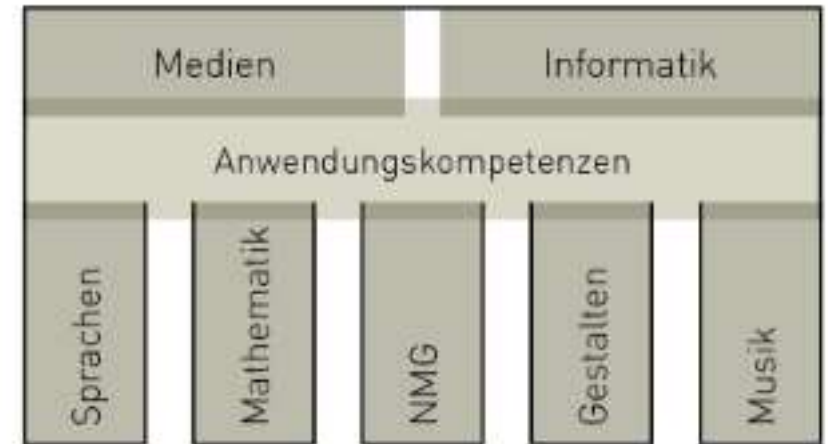 Medien
Informatik
Anwendungskompetenzen
Sprachen
Mathematik
NMG
Gestalten
Musik